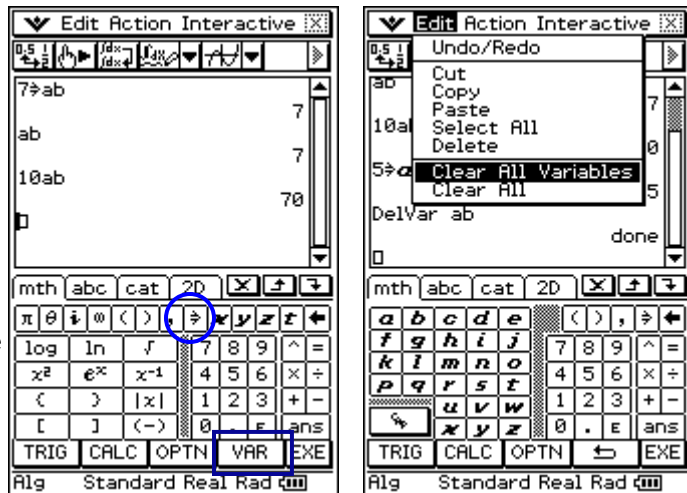 Edit Action Interactive
7⇒ab
7
ab
7
10ab
70
mth abc cat 2D
π θ i ∞ ( ) , ⇒ x y z t ←
log ln √ 7 8 9 ^ =
x² eˣ x⁻¹ 4 5 6 × ÷
{ } |x| 1 2 3 + −
[ ] (−) 0 . E ans
TRIG CALC OPTN VAR EXE
Alg Standard Real Rad
Edit Action Interactive
Undo/Redo
Cut
Copy
Paste
Select All
Delete
Clear All Variables
Clear All
ab
7
10a
0
5⇒a
5
DelVar ab
done
mth abc cat 2D
a b c d e ( ) , ⇒ ←
f g h i j 7 8 9 ^ =
k l m n o 4 5 6 × ÷
p q r s t 1 2 3 + −
u v w
x y z 0 . E ans
TRIG CALC OPTN EXE
Alg Standard Real Rad